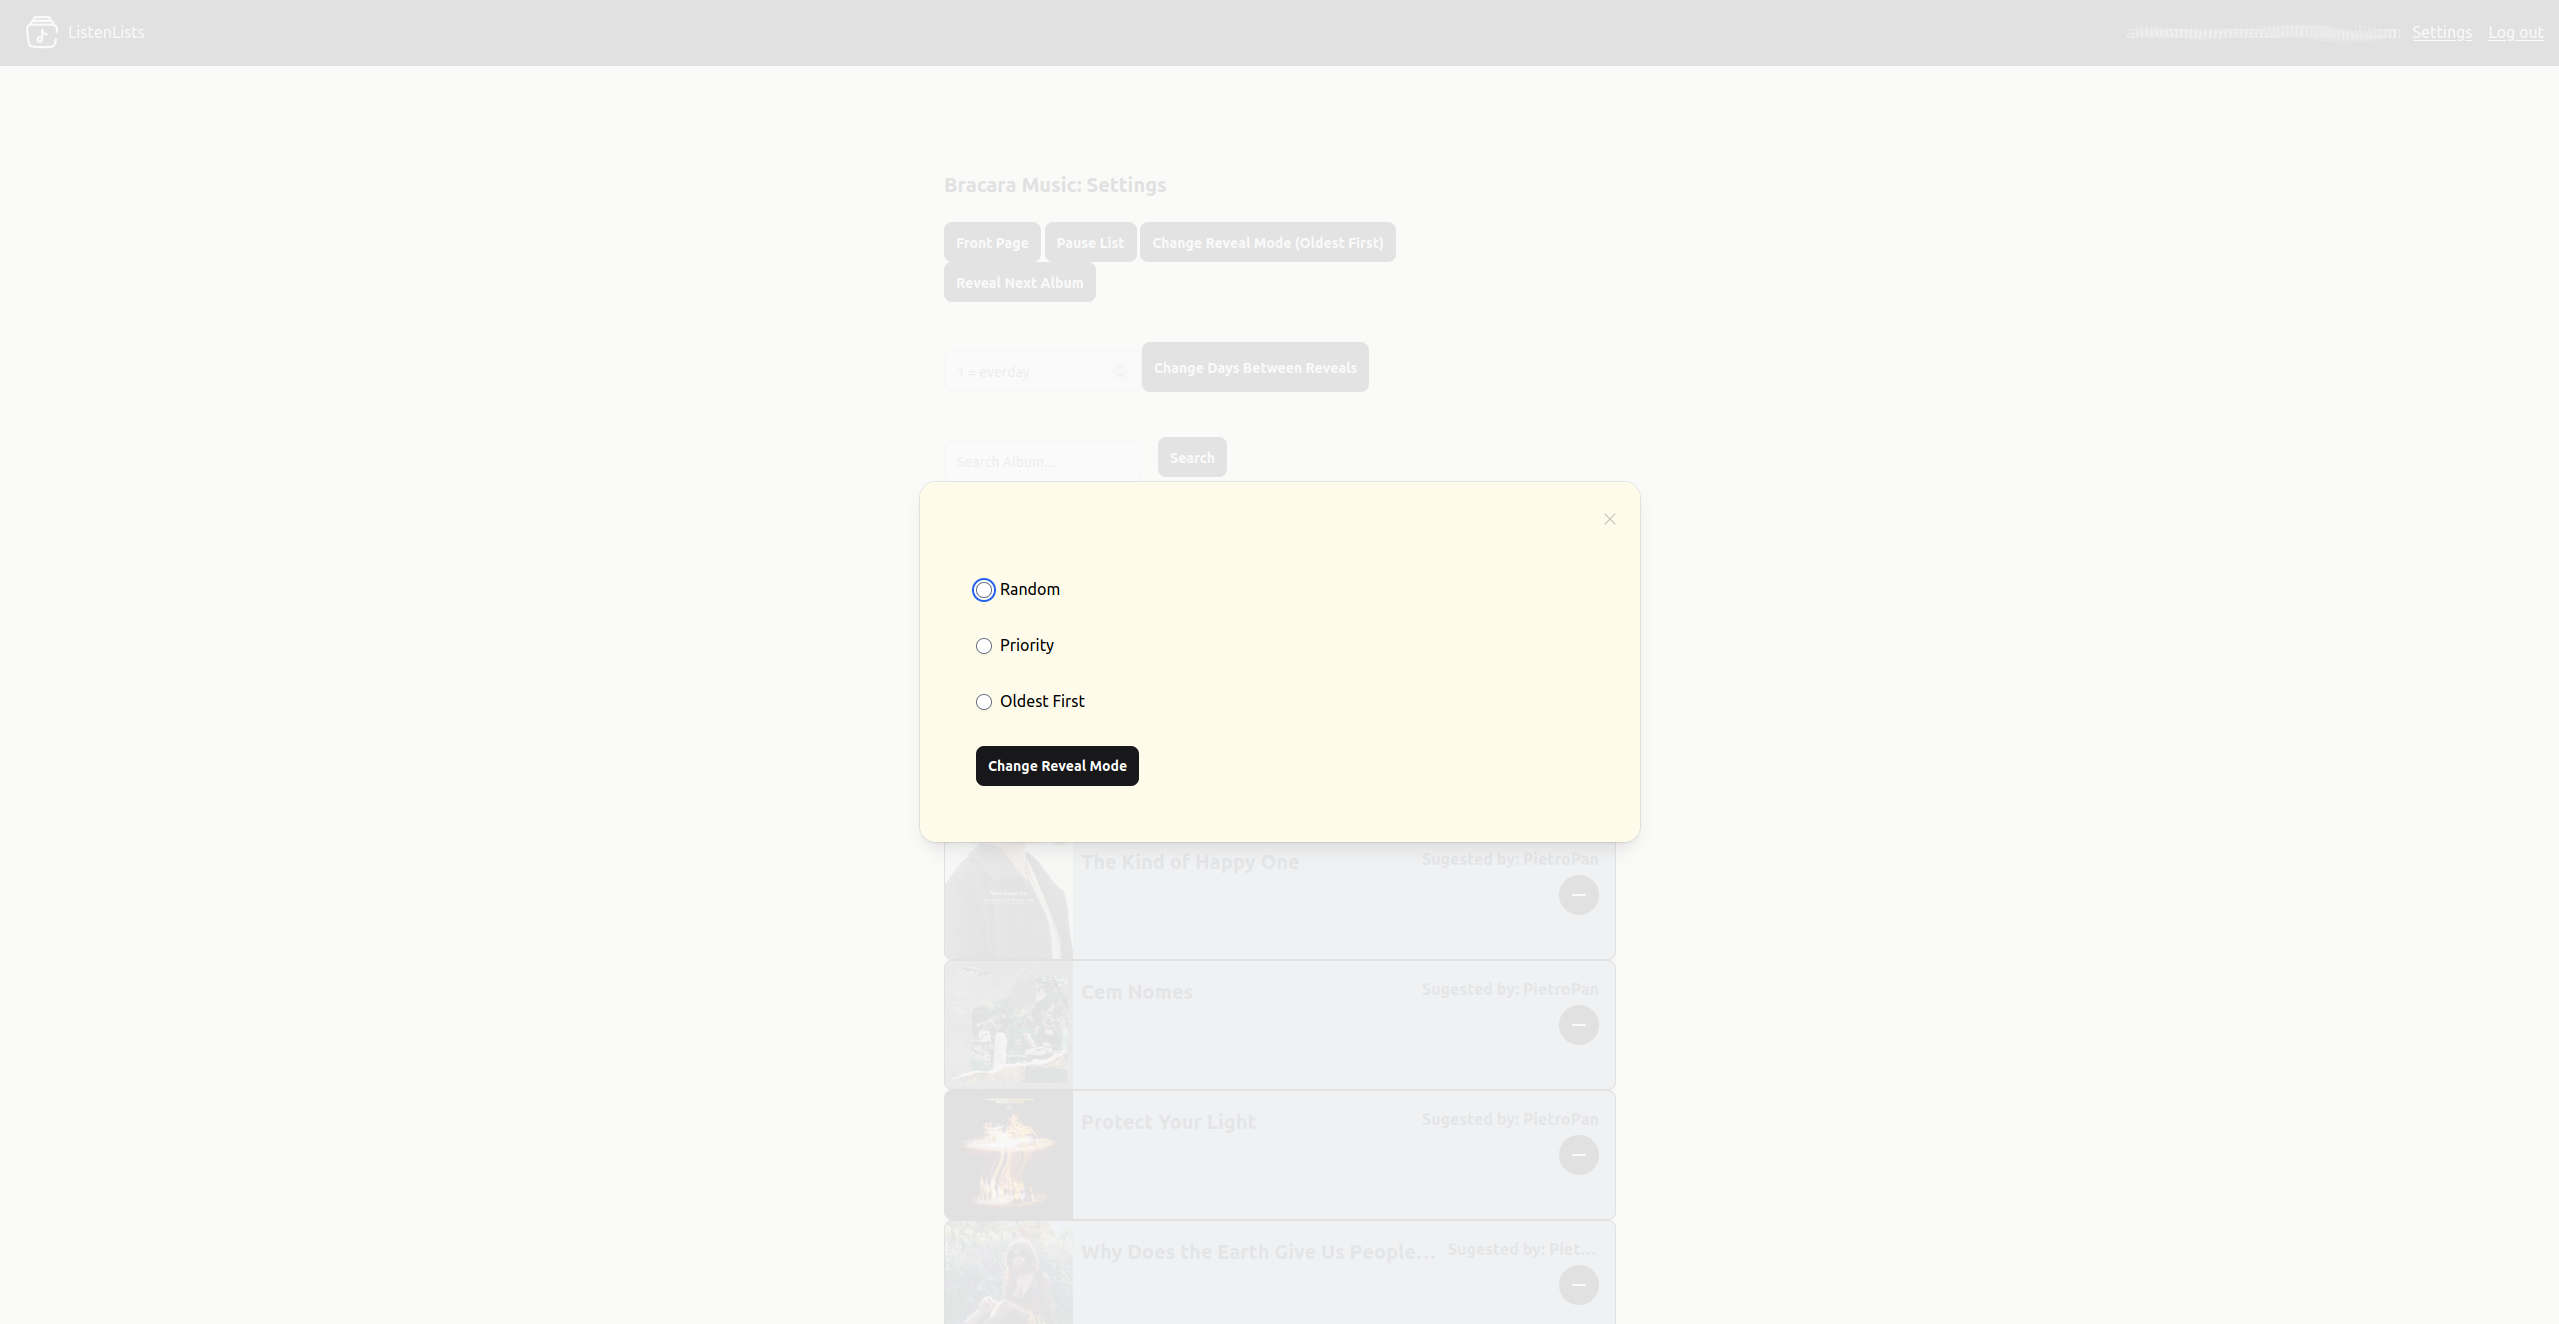 ListenLists
Settings
Log out
Bracara Music: Settings
Front Page
Pause List
Change Reveal Mode (Oldest First)
Reveal Next Album
1 = everday
Change Days Between Reveals
Search Album...
Search
Random
Priority
Oldest First
Change Reveal Mode
The Kind of Happy One
Sugested by: PietroPan
Cem Nomes
Sugested by: PietroPan
Protect Your Light
Sugested by: PietroPan
Why Does the Earth Give Us People...
Sugested by: Piet...